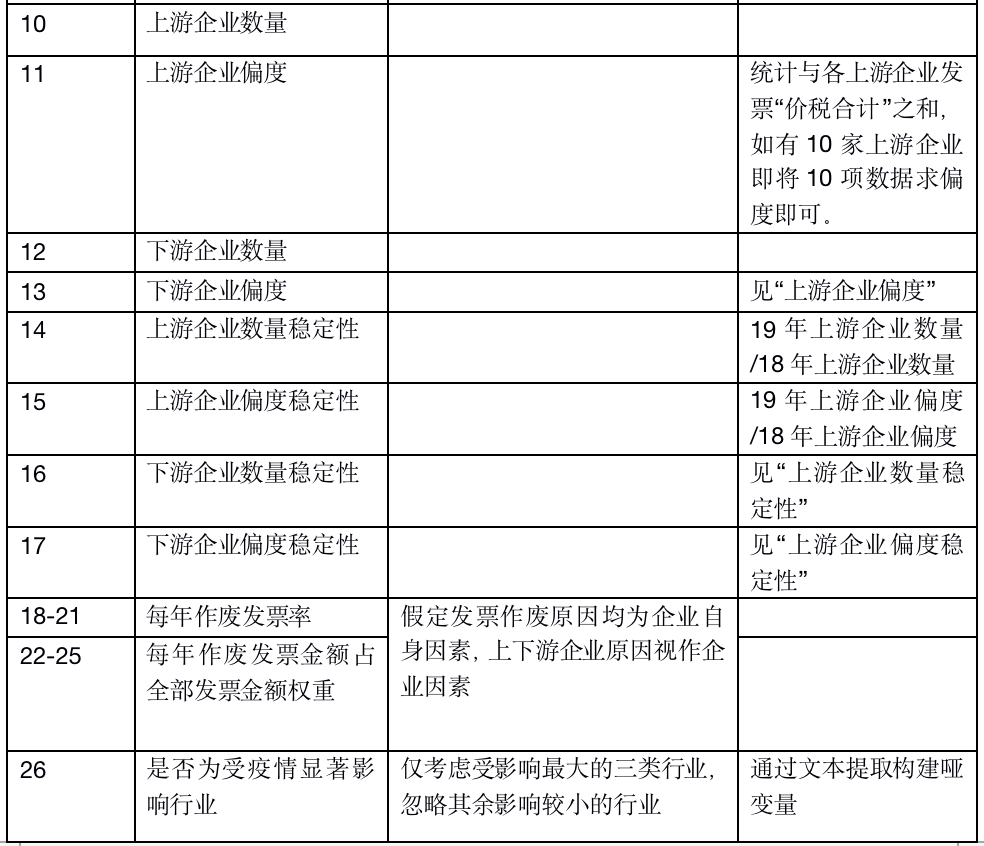 10 上游企业数量
11 上游企业偏度 统计与各上游企业发
票“价税合计”之和,
如有 10 家上游企业
即将 10 项数据求偏
度即可。
12 下游企业数量
13 下游企业偏度 见“上游企业偏度”
14 上游企业数量稳定性 19 年上游企业数量
/18 年上游企业数量
15 上游企业偏度稳定性 19 年上游企业偏度
/18 年上游企业偏度
16 下游企业数量稳定性 见“上游企业数量稳
定性”
17 下游企业偏度稳定性 见“上游企业偏度稳
定性”
18-21 每年作废发票率 假定发票作废原因均为企业自
身因素, 上下游企业原因视作企
业因素
22-25 每年作废发票金额占
全部发票金额权重
26 是否为受疫情显著影 仅考虑受影响最大的三类行业, 通过文本提取构建哑
响行业 忽略其余影响较小的行业 变量